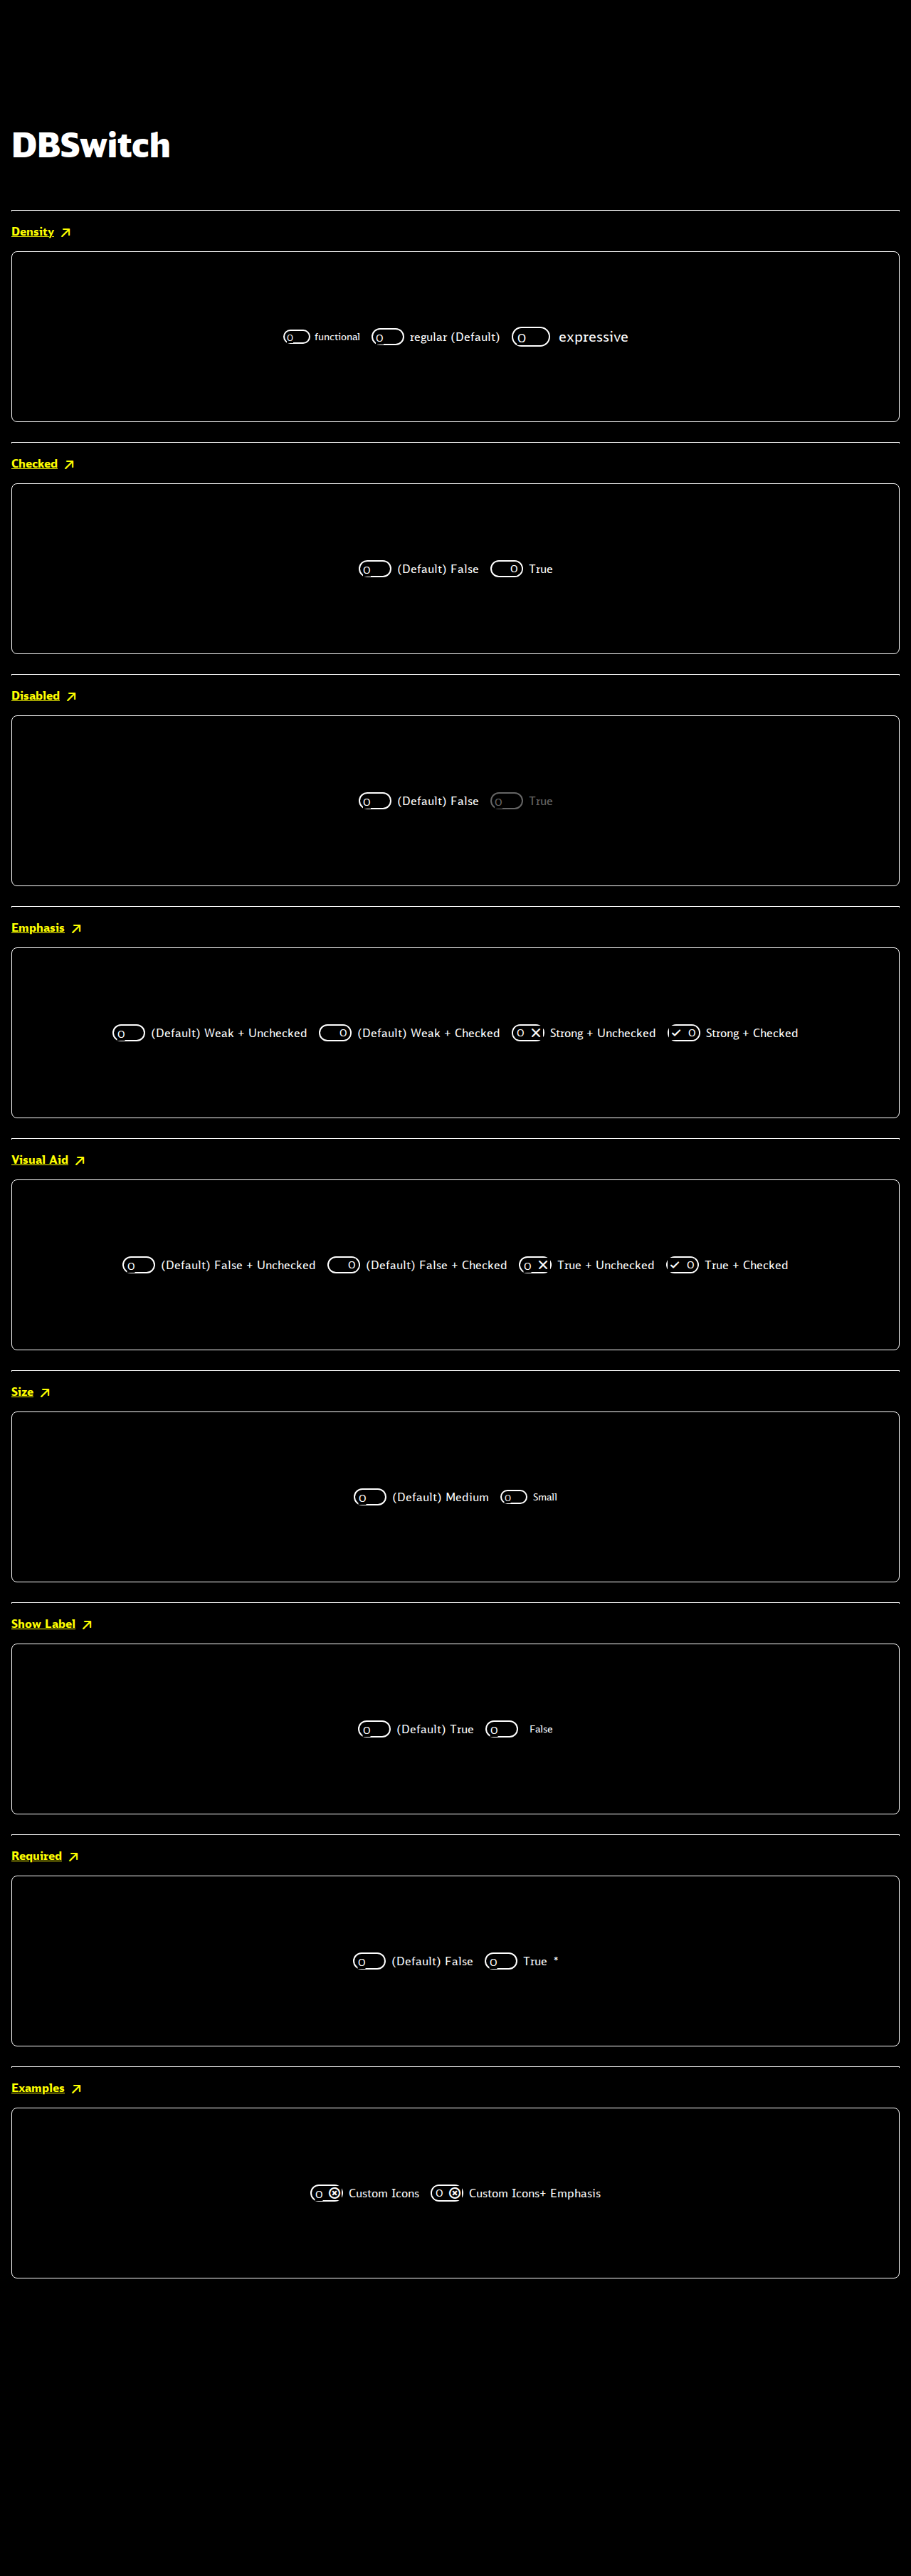 DBSwitch
Density
functional regular (Default) expressive
Checked
(Default) False True
Disabled
(Default) False True
Emphasis
(Default) Weak + Unchecked (Default) Weak + Checked Strong + Unchecked Strong + Checked
Visual Aid
(Default) False + Unchecked (Default) False + Checked True + Unchecked True + Checked
Size
(Default) Medium Small
Show Label
(Default) True False
Required
(Default) False True *
Examples
Custom Icons Custom Icons+ Emphasis